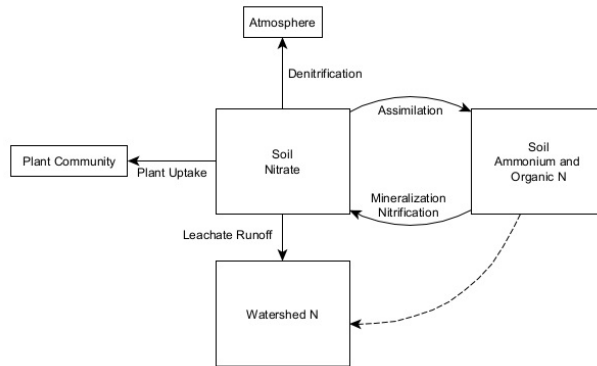 Atmosphere
Denitrification
Assimilation
Soil
Nitrate
Soil
Ammonium and
Organic N
Plant Community
Plant Uptake
Mineralization
Nitrification
Leachate Runoff
Watershed N